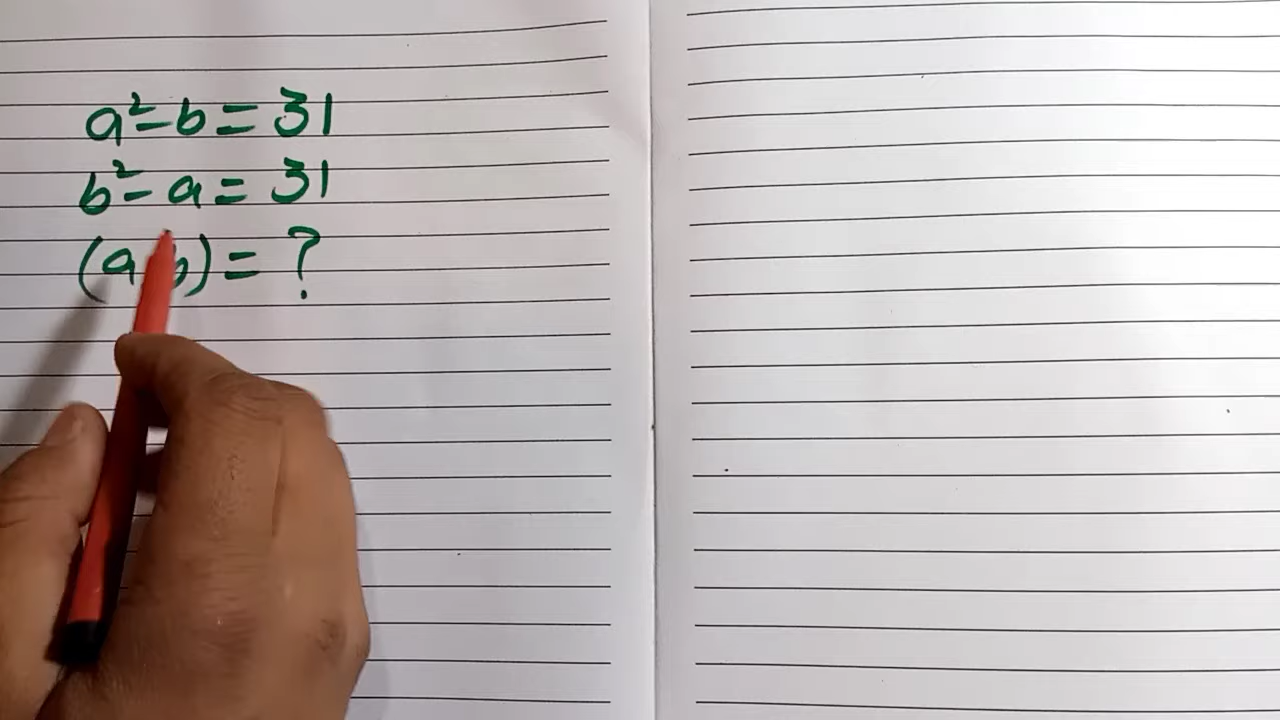 a²-b = 31
b²-a = 31
(a b) = ?